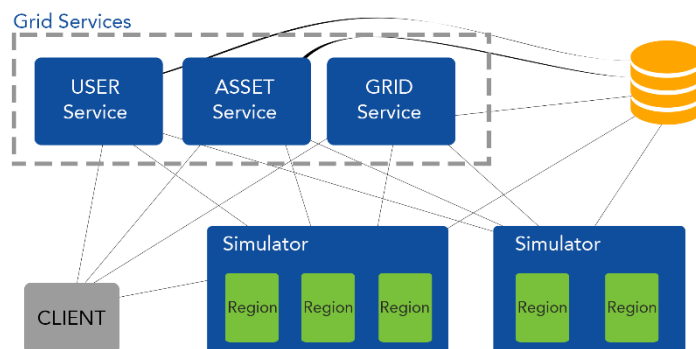 Grid Services
USER
Service
ASSET
Service
GRID
Service
Simulator
Region
Region
Region
Simulator
Region
Region
CLIENT